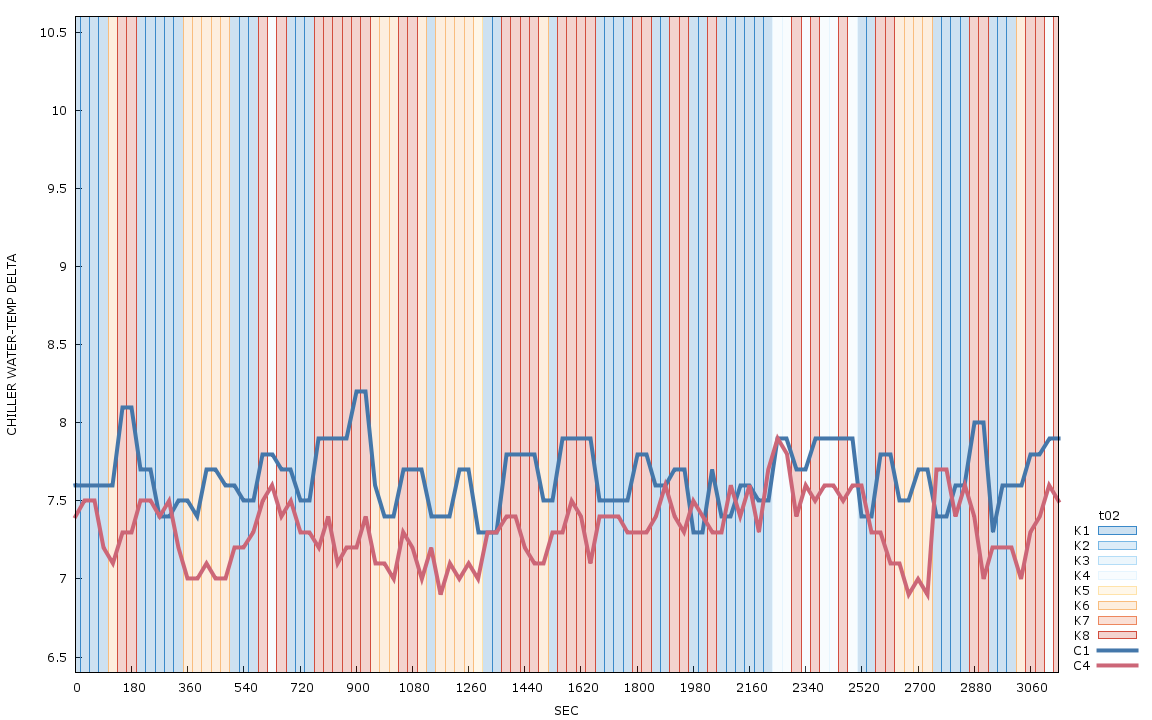 10.5
10
9.5
9
8.5
8
7.5
7
6.5
CHILLER WATER-TEMP DELTA
0 180 360 540 720 900 1080 1260 1440 1620 1800 1980 2160 2340 2520 2700 2880 3060
SEC
t02
K1
K2
K3
K4
K5
K6
K7
K8
C1
C4